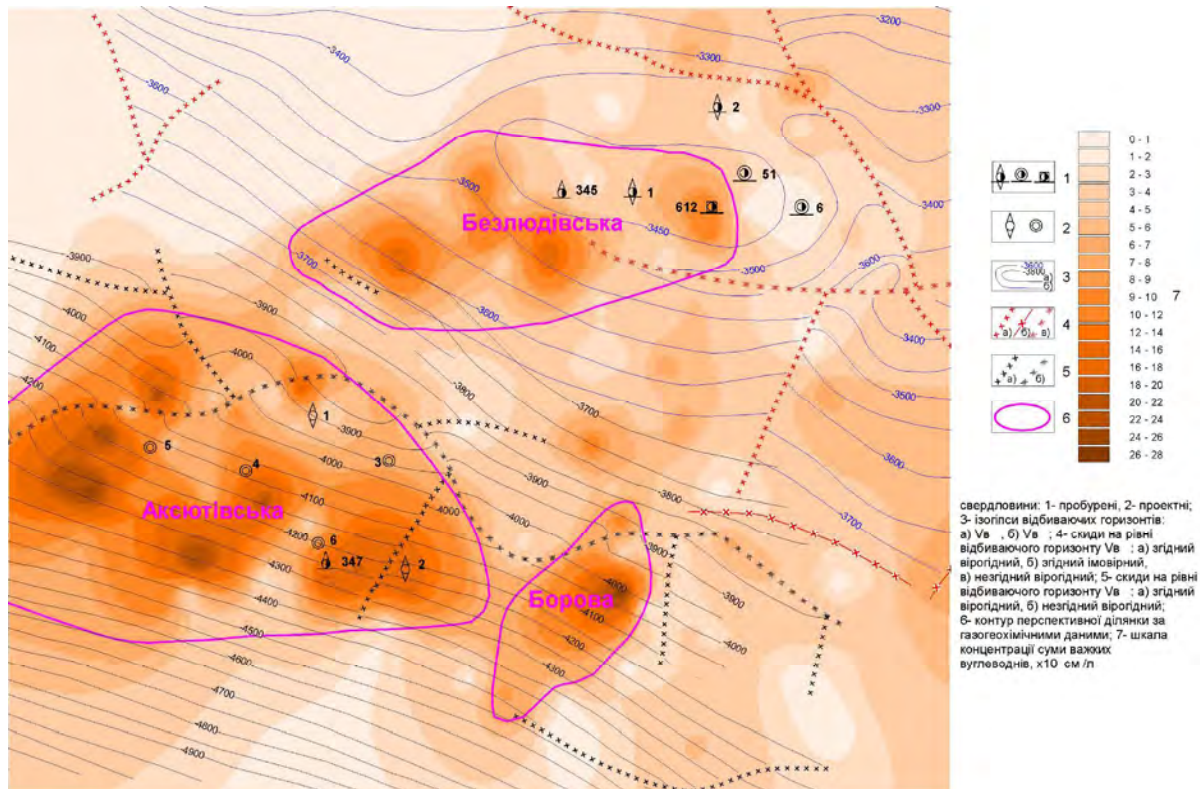 -3200
-3300
-3400
-3600
-3300
2
51
345
1
612
6
-3500
Безлюдівська
-3450
-3400
-3700
-3500
-3600
-3600
-3400
-3900
-3900
-4000
-4100
-4000
-4200
-3800
-3700
-3500
1
-3900
5
4
3
-4000
-3900
-3600
-4100
-3800
Аксютівська
-4000
-4000
-3700
-4200
6
347
2
-4300
-3900
-4000
-3900
Борова
-4100
-4400
-4200
-4000
-4500
-4300
-4600
-4700
-4800
-4900
1
2
-3600
-3800
а)
б)
3
а) б) в)
4
а) б)
5
6
0 - 1
1 - 2
2 - 3
3 - 4
4 - 5
5 - 6
6 - 7
7 - 8
8 - 9
9 - 10
7
10 - 12
12 - 14
14 - 16
16 - 18
18 - 20
20 - 22
22 - 24
24 - 26
26 - 28
свердловини: 1- пробурені, 2- проектні;
3- ізогіпси відбиваючих горизонтів:
а) Vв , б) Vв ; 4- скиди на рівні
відбиваючого горизонту Vв : а) згідний
вірогідний, б) згідний імовірний,
в) незгідний вірогідний; 5- скиди на рівні
відбиваючого горизонту Vв : а) згідний
вірогідний, б) незгідний вірогідний;
6- контур перспективної ділянки за
газогеохімічними даними; 7- шкала
концентрації суми важких
вуглеводнів, х10 см /л